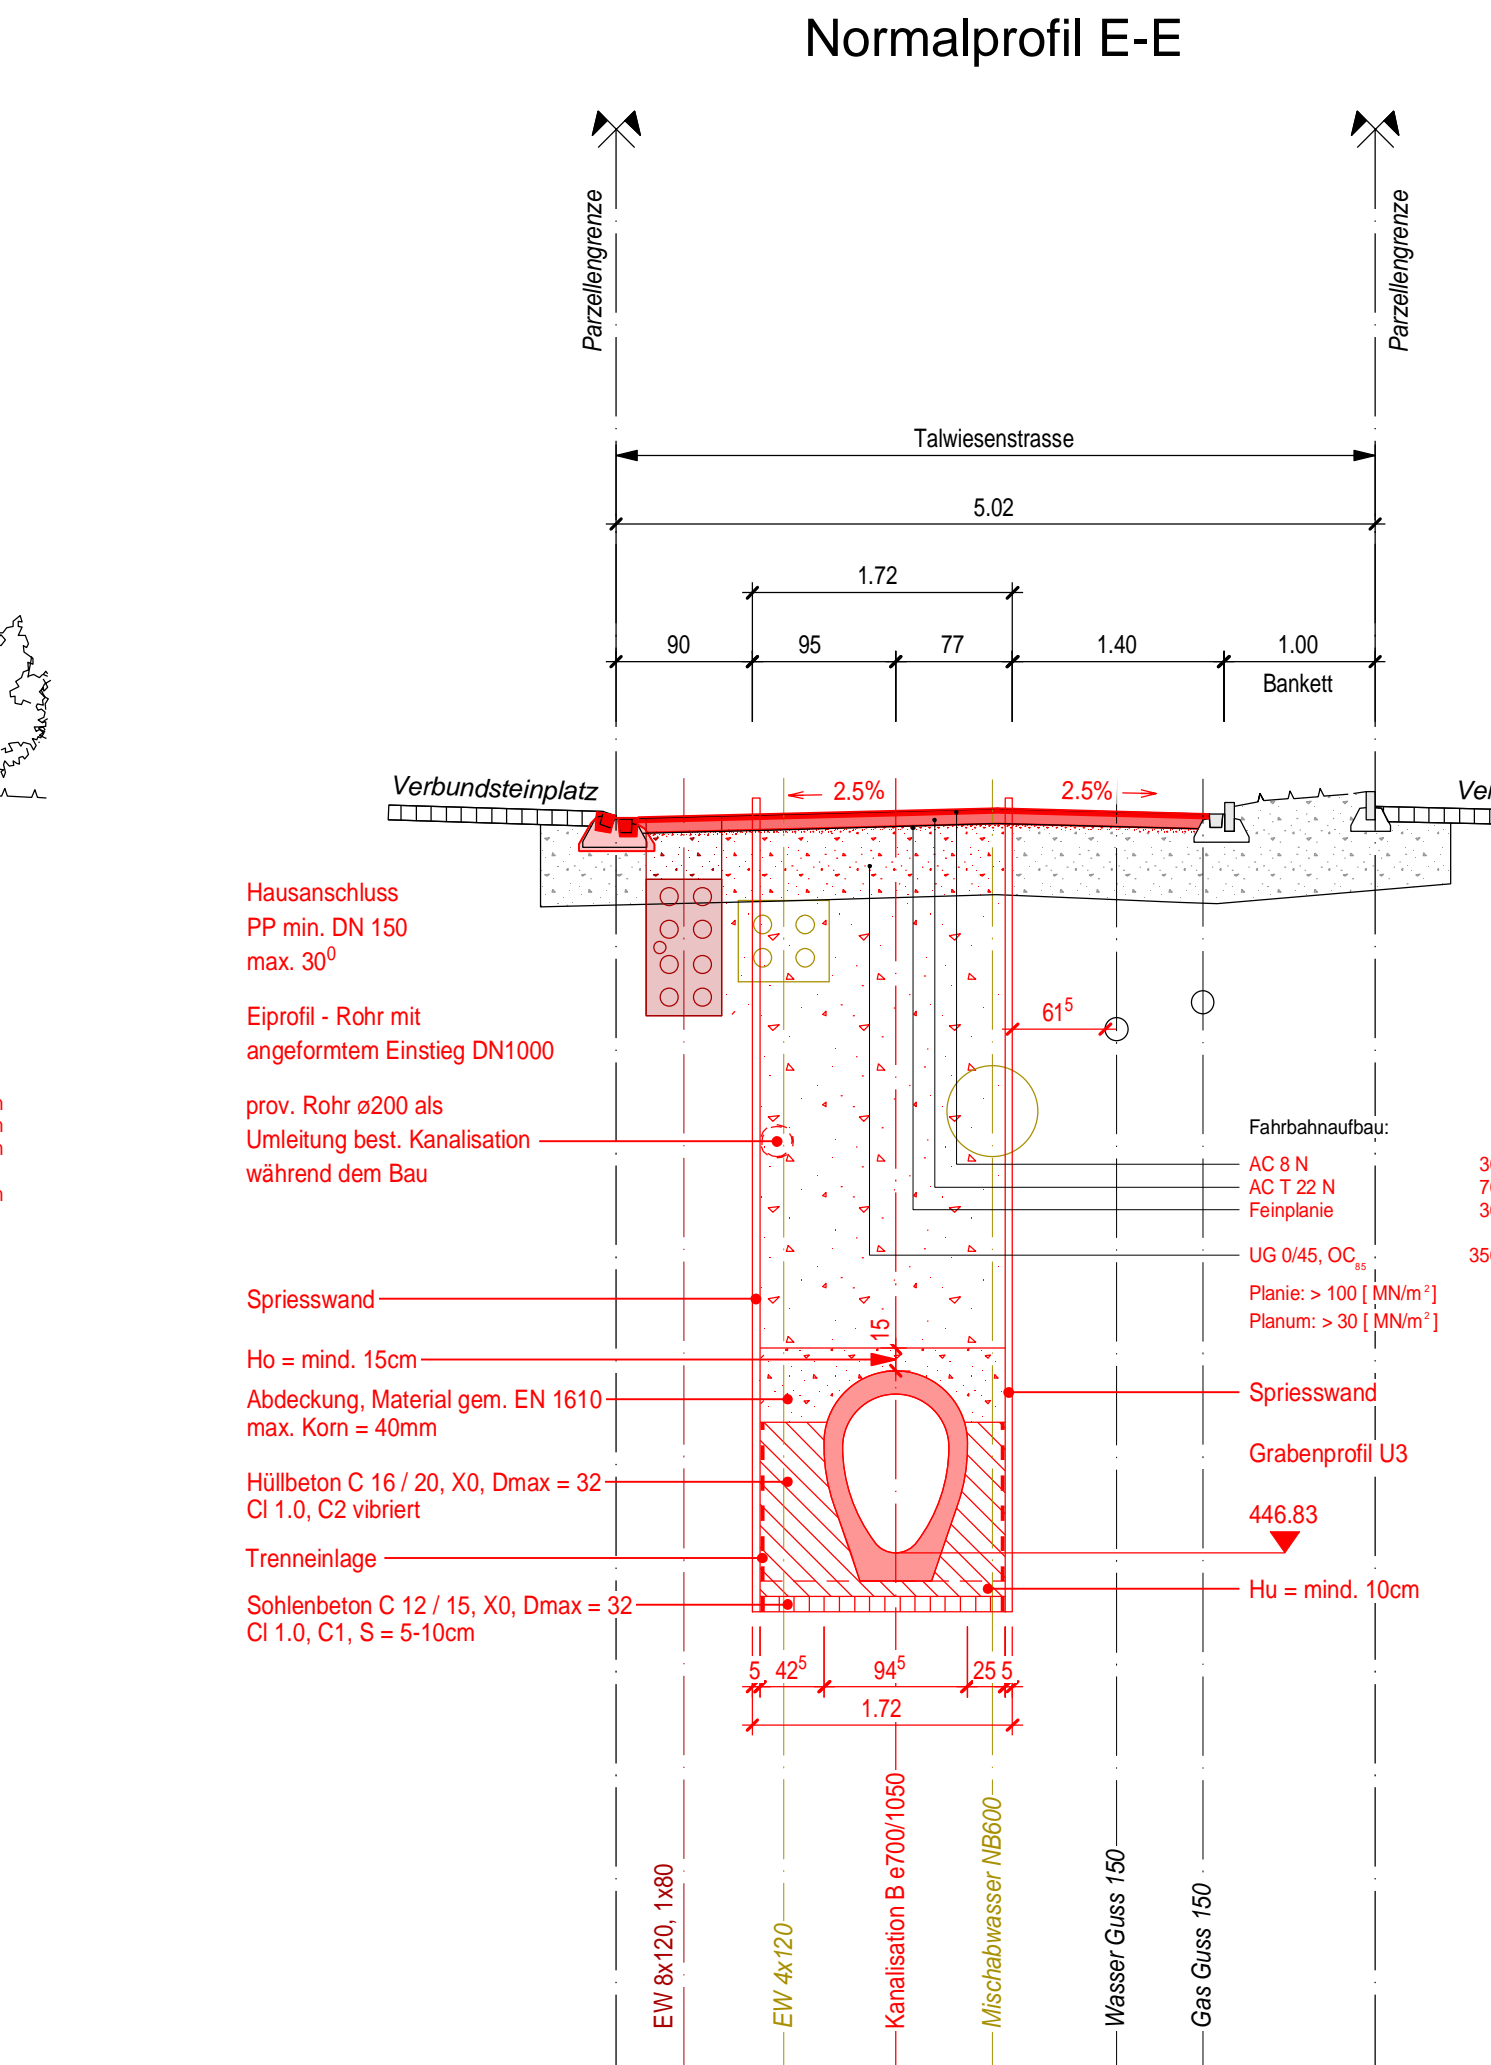 Normalprofil E-E
Parzellengrenze
Parzellengrenze
Talwiesenstrasse
5.02
1.72
90
95
77
1.40
1.00
Bankett
Verbundsteinplatz
2.5%
2.5%
Hausanschluss
PP min. DN 150
max. 30⁰
Eiprofil - Rohr mit
angeformtem Einstieg DN1000
prov. Rohr ø200 als
Umleitung best. Kanalisation
während dem Bau
61⁵
Fahrbahnaufbau:
AC 8 N
AC T 22 N
Feinplanie
UG 0/45, OC₈₅
Planie: > 100 [ MN/m²]
Planum: > 30 [ MN/m²]
Spriesswand
15
Ho = mind. 15cm
Abdeckung, Material gem. EN 1610
max. Korn = 40mm
Spriesswand
Grabenprofil U3
Hüllbeton C 16 / 20, X0, Dmax = 32
Cl 1.0, C2 vibriert
446.83
Trenneinlage
Hu = mind. 10cm
Sohlenbeton C 12 / 15, X0, Dmax = 32
Cl 1.0, C1, S = 5-10cm
5
42⁵
94⁵
25
5
1.72
EW 8x120, 1x80
EW 4x120
Kanalisation B e700/1050
Mischabwasser NB600
Wasser Guss 150
Gas Guss 150